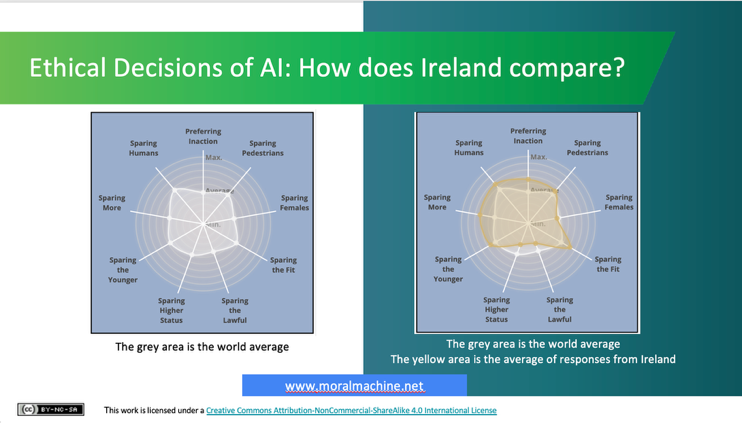 Ethical Decisions of AI: How does Ireland compare?
Preferring
Inaction
Sparing
Humans
Sparing
Pedestrians
Max.
Average
Sparing
More
Sparing
Females
Min.
Sparing
the
Younger
Sparing
the Fit
Sparing
Higher
Status
Sparing
the
Lawful
The grey area is the world average
Preferring
Inaction
Sparing
Humans
Sparing
Pedestrians
Max.
Average
Sparing
More
Sparing
Females
Min.
Sparing
the
Younger
Sparing
the Fit
Sparing
Higher
Status
Sparing
the
Lawful
The grey area is the world average
The yellow area is the average of responses from Ireland
www.moralmachine.net
CC BY-NC-SA
This work is licensed under a Creative Commons Attribution-NonCommercial-ShareAlike 4.0 International License